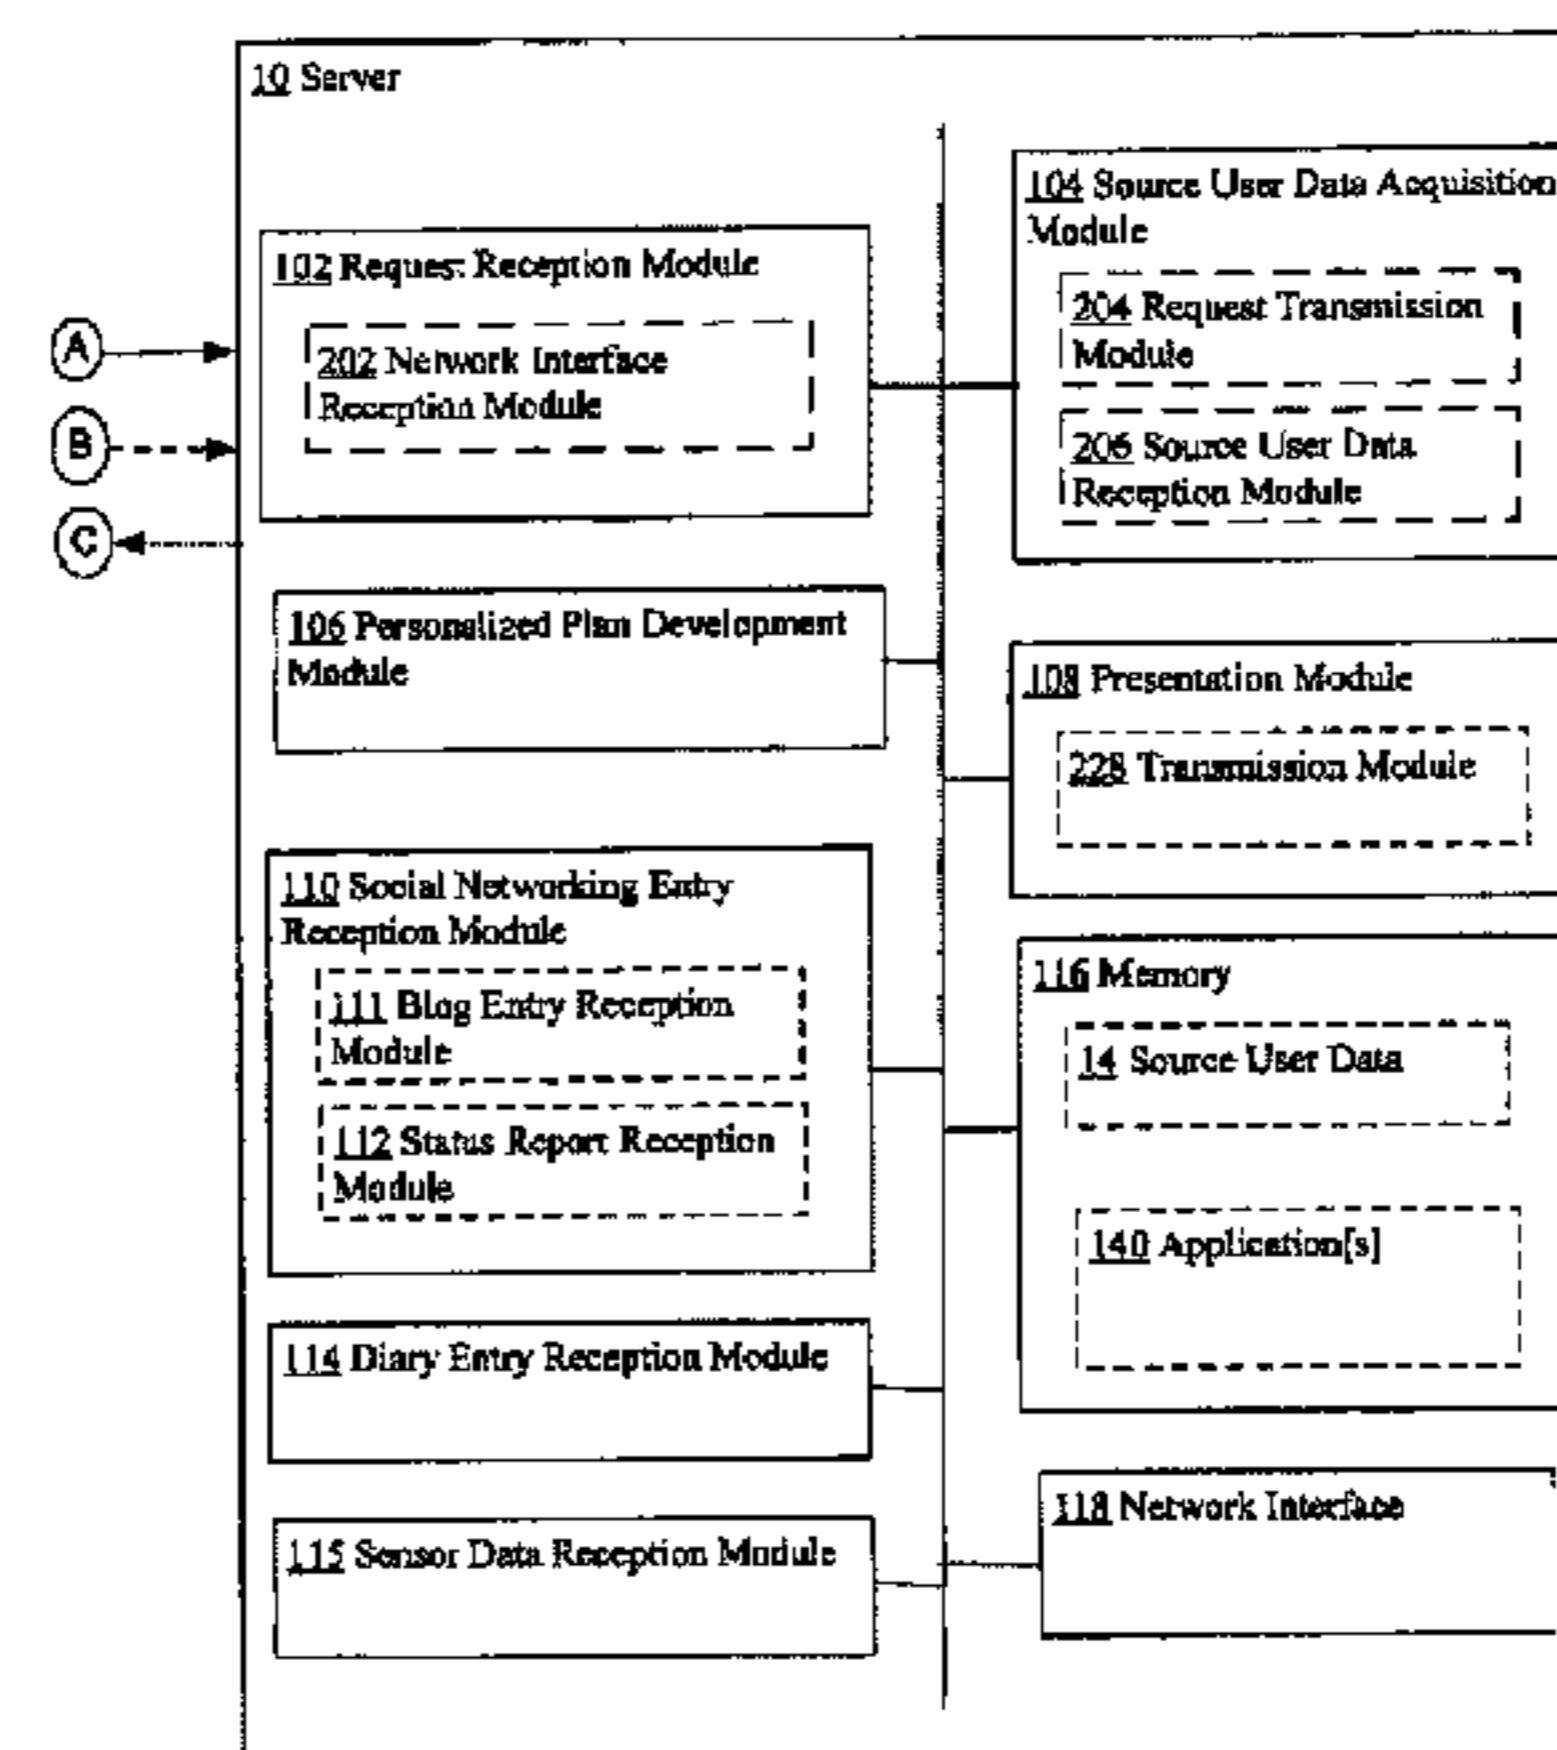 10 Server
102 Request Reception Module
202 Network Interface
Reception Module
A
B
C
106 Personalized Plan Development
Module
110 Social Networking Entry
Reception Module
111 Blog Entry Reception
Module
112 Status Report Reception
Module
114 Diary Entry Reception Module
115 Sensor Data Reception Module
104 Source User Data Acquisition
Module
204 Request Transmission
Module
206 Source User Data
Reception Module
108 Presentation Module
228 Transmission Module
116 Memory
14 Source User Data
140 Application[s]
118 Network Interface